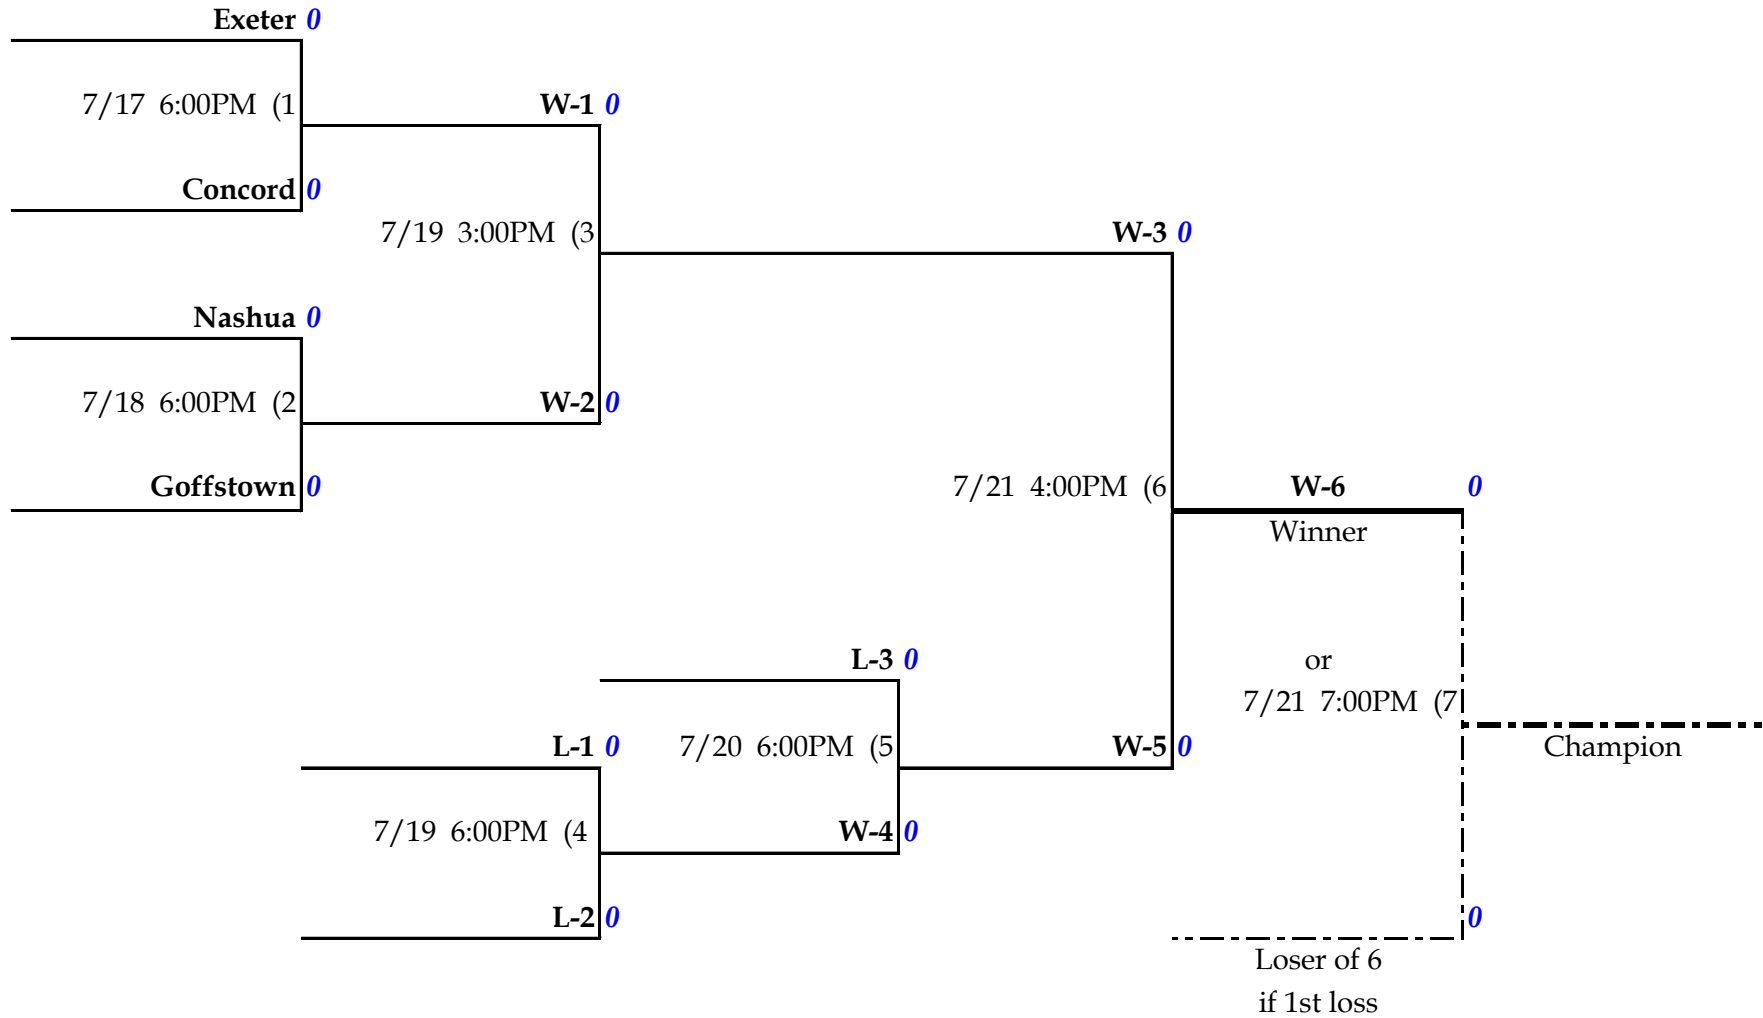 Exeter 0
7/17 6:00PM (1
W-1 0
Concord 0
7/19 3:00PM (3
W-3 0
Nashua 0
7/18 6:00PM (2
W-2 0
Goffstown 0
7/21 4:00PM (6
W-6 0
Winner
L-3 0
or
7/21 7:00PM (7
L-1 0
7/20 6:00PM (5
W-5 0
Champion
7/19 6:00PM (4
W-4 0
L-2 0
0
Loser of 6
if 1st loss